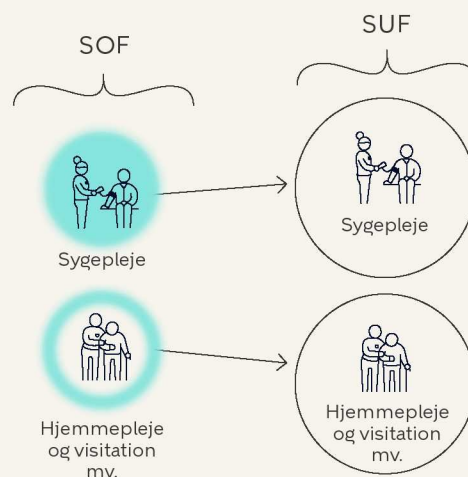 SOF
SUF
Sygepleje
Sygepleje
Hjemmepleje
og visitation
mv.
Hjemmepleje
og visitation
mv.